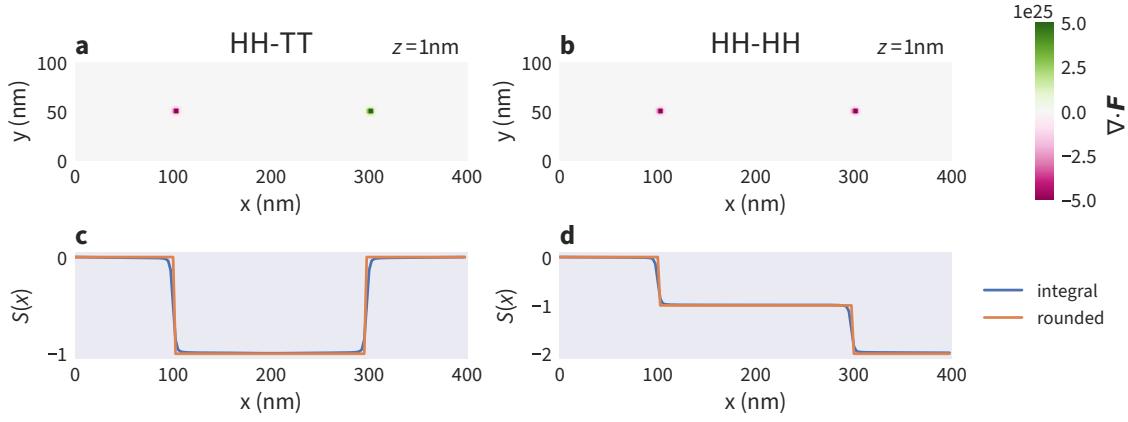 1e25
a HH-TT z=1nm
b HH-HH z=1nm
y (nm)
100
50
0
0 100 200 300 400
x (nm)
y (nm)
100
50
0
0 100 200 300 400
x (nm)
5.0
2.5
0.0
−2.5
−5.0
∇·F
c
S(x)
0
−1
0 100 200 300 400
x (nm)
d
S(x)
0
−1
−2
0 100 200 300 400
x (nm)
integral
rounded